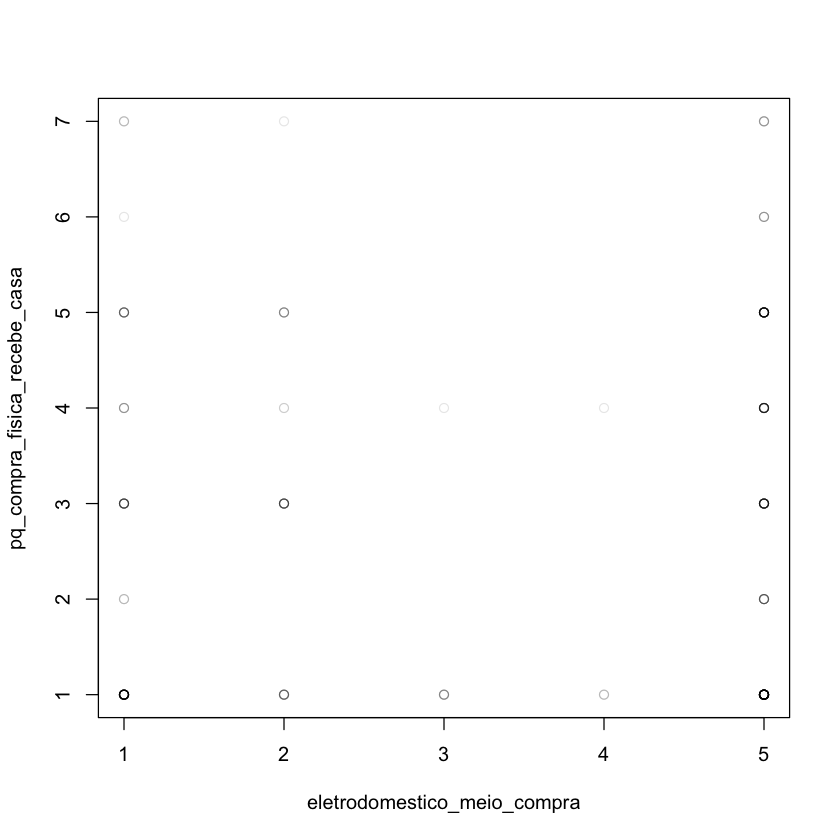 7
6
5
4
3
2
1
pq_compra_fisica_recebe_casa
1 2 3 4 5
eletrodomestico_meio_compra